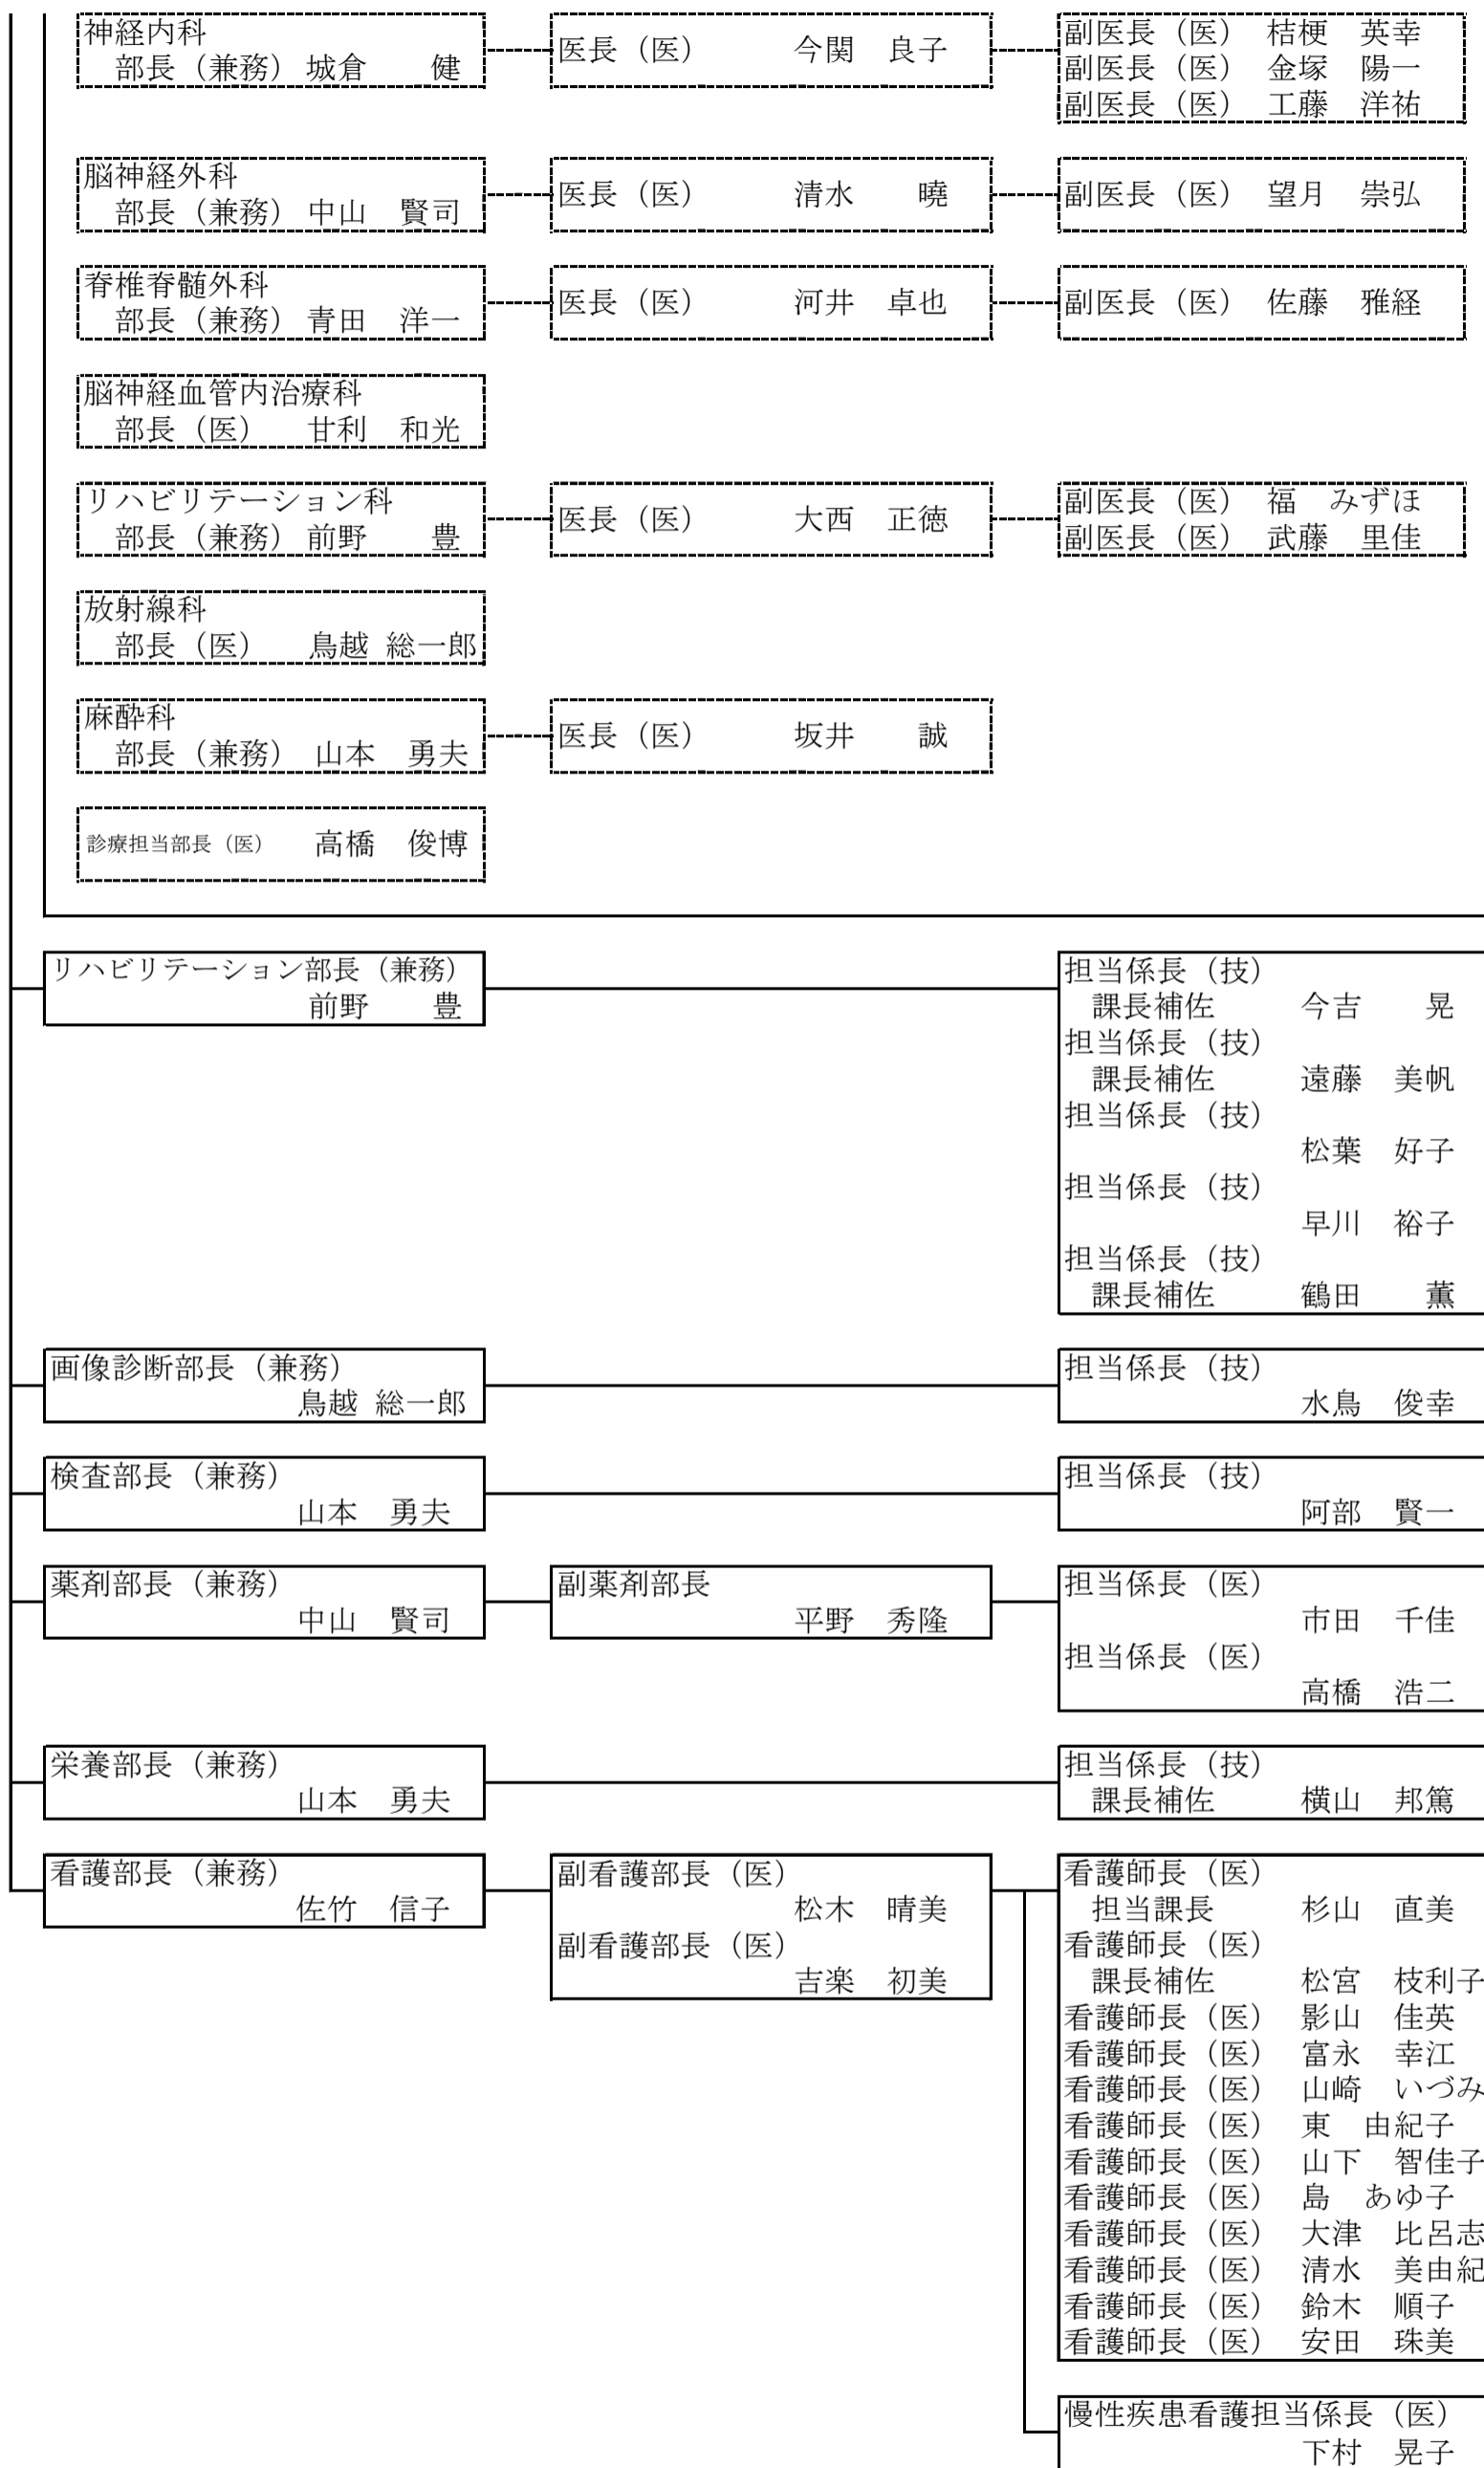 神経内科
部長（兼務） 城倉　健
医長（医）　今関　良子
副医長（医）　桔梗　英幸
副医長（医）　金塚　陽一
副医長（医）　工藤　洋祐
脳神経外科
部長（兼務） 中山　賢司
医長（医）　清水　曉
副医長（医）　望月　崇弘
脊椎脊髄外科
部長（兼務） 青田　洋一
医長（医）　河井　卓也
副医長（医）　佐藤　雅経
脳神経血管内治療科
部長（医）　甘利　和光
リハビリテーション科
部長（兼務） 前野　豊
医長（医）　大西　正徳
副医長（医）　福　みずほ
副医長（医）　武藤　里佳
放射線科
部長（医）　鳥越 総一郎
麻酔科
部長（兼務） 山本　勇夫
医長（医）　坂井　誠
診療担当部長（医）　高橋　俊博
リハビリテーション部長（兼務）
前野　豊
担当係長（技）
課長補佐　今吉　晃
担当係長（技）
課長補佐　遠藤　美帆
担当係長（技）
松葉　好子
担当係長（技）
早川　裕子
担当係長（技）
課長補佐　鶴田　薫
画像診断部長（兼務）
鳥越 総一郎
担当係長（技）
水鳥　俊幸
検査部長（兼務）
山本　勇夫
担当係長（技）
阿部　賢一
薬剤部長（兼務）
中山　賢司
副薬剤部長
平野　秀隆
担当係長（医）
市田　千佳
担当係長（医）
高橋　浩二
栄養部長（兼務）
山本　勇夫
担当係長（技）
課長補佐　横山　邦篤
看護部長（兼務）
佐竹　信子
副看護部長（医）
松木　晴美
副看護部長（医）
吉楽　初美
看護師長（医）
担当課長　杉山　直美
看護師長（医）
課長補佐　松宮　枝利子
看護師長（医）　影山　佳英
看護師長（医）　富永　幸江
看護師長（医）　山崎　いづみ
看護師長（医）　東　由紀子
看護師長（医）　山下　智佳子
看護師長（医）　島　あゆ子
看護師長（医）　大津　比呂志
看護師長（医）　清水　美由紀
看護師長（医）　鈴木　順子
看護師長（医）　安田　珠美
慢性疾患看護担当係長（医）
下村　晃子